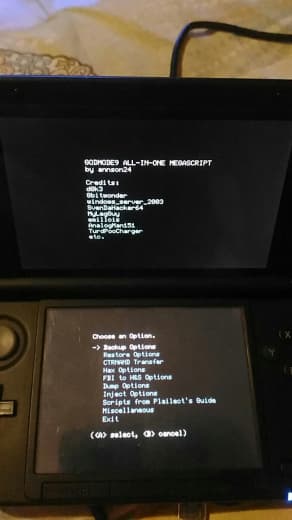 GODMODE9 ALL-IN-ONE MEGASCRIPT
by annson24
Credits:
d0k3
8bitwonder
windows_server_2003
SvenDaHacker64
MyLagGuy
emillois
AnalogMan151
TurdPooCharger
etc.
Choose an Option.
-> Backup Options
Restore Options
CTRNAND Transfer
Hax Options
FBI to H&S Options
Dump Options
Inject Options
Scripts from Plailect's Guide
Miscellaneous
Exit
(<A> select, <B> cancel)
X
Y